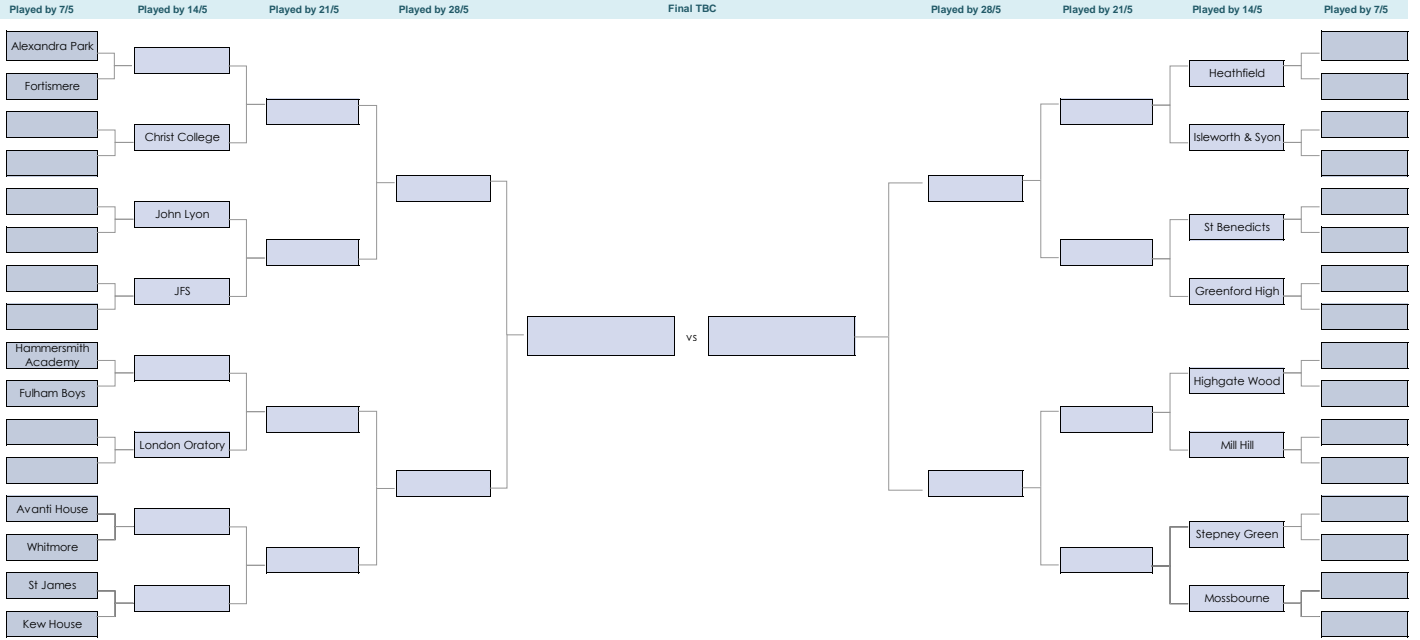 Played by 7/5
Played by 14/5
Played by 21/5
Played by 28/5
Final TBC
Played by 28/5
Played by 21/5
Played by 14/5
Played by 7/5
Alexandra Park
Fortismere
Christ College
John Lyon
JFS
Hammersmith
Academy
Fulham Boys
London Oratory
Avanti House
Whitmore
St James
Kew House
vs
Heathfield
Isleworth & Syon
St Benedicts
Greenford High
Highgate Wood
Mill Hill
Stepney Green
Mossbourne